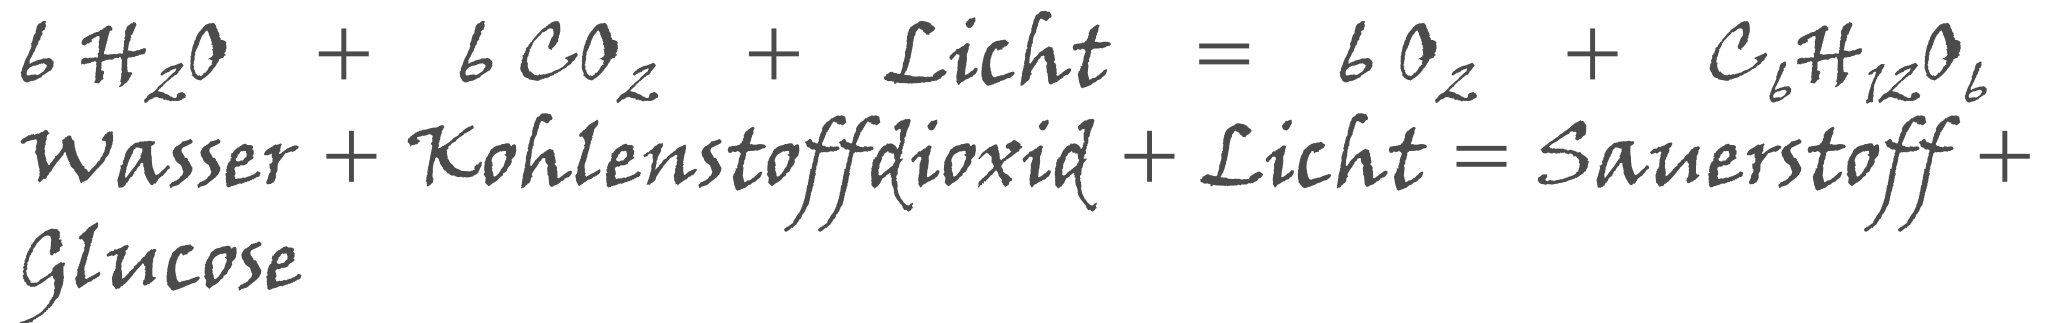 6 H₂O + 6 CO₂ + Licht = 6 O₂ + C₆H₁₂O₆
Wasser + Kohlenstoffdioxid + Licht = Sauerstoff +
Glucose